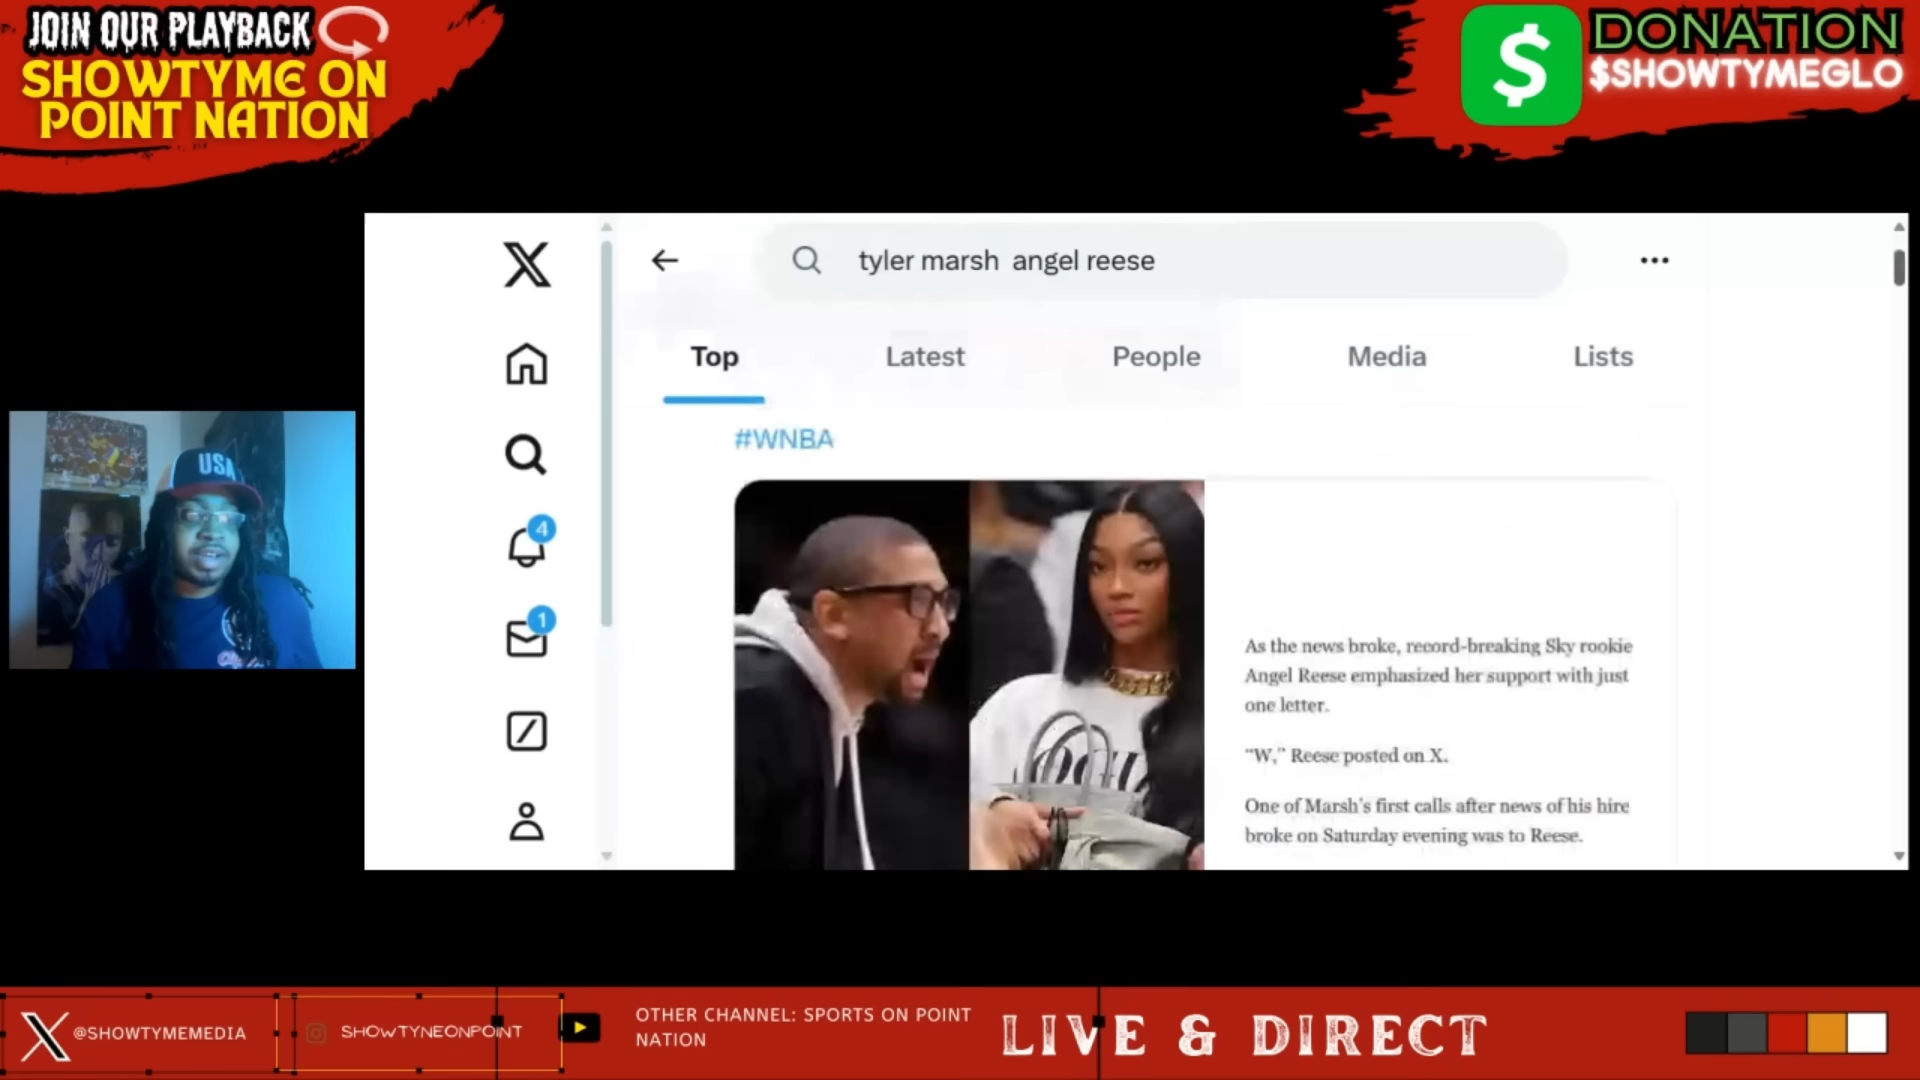 JOIN OUR PLAYBACK
SHOWTYME ON
POINT NATION
DONATION
$SHOWTYMEGLO
tyler marsh angel reese
Top Latest People Media Lists
#WNBA
4
1
USA
As the news broke, record-breaking Sky rookie
Angel Reese emphasized her support with just
one letter.
“W,” Reese posted on X.
One of Marsh’s first calls after news of his hire
broke on Saturday evening was to Reese.
@SHOWTYMEMEDIA
SHOWTYNEONPOINT
OTHER CHANNEL: SPORTS ON POINT
NATION
LIVE & DIRECT